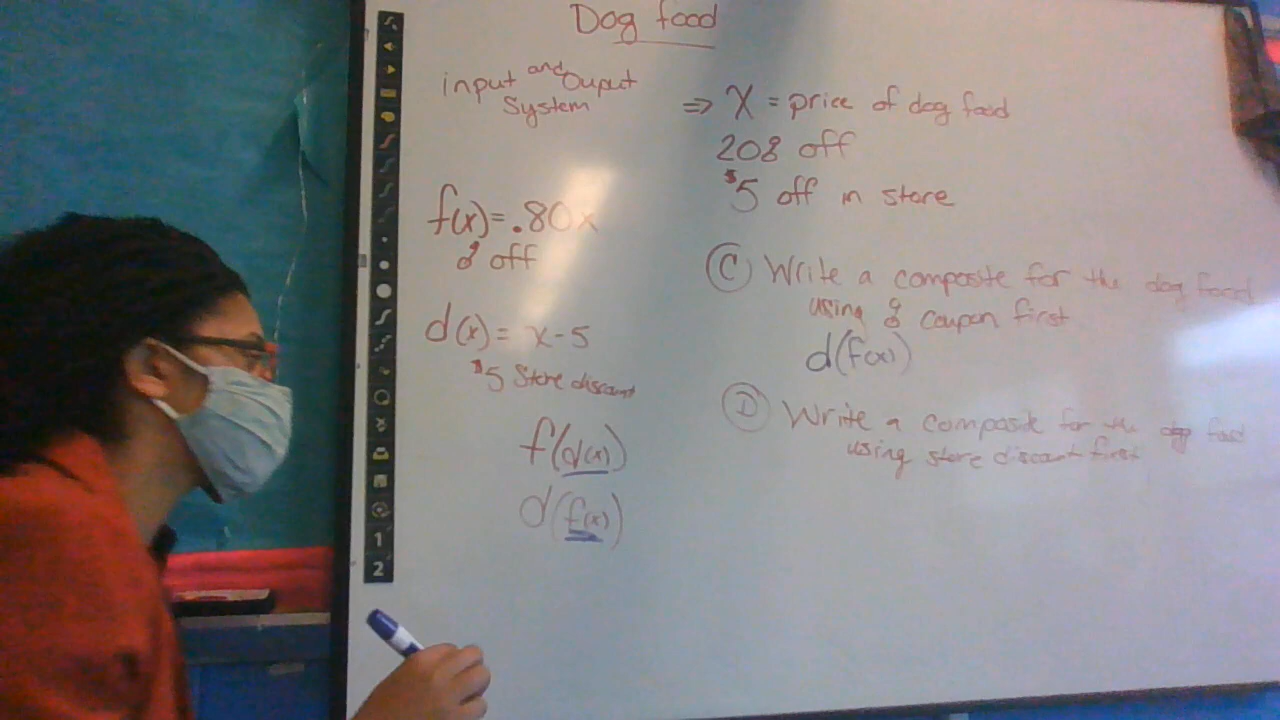 Dog food
input and Ouput
System
f(x) = .80x
% off
d(x) = x-5
$5 Store discount
f(d(x))
d(f(x))
⇒ X = price of dog food
20% off
$5 off in store
C Write a composite for the dog food
using % coupon first
d(f(x))
D Write a composite for the dog food
using store discount first
1
2